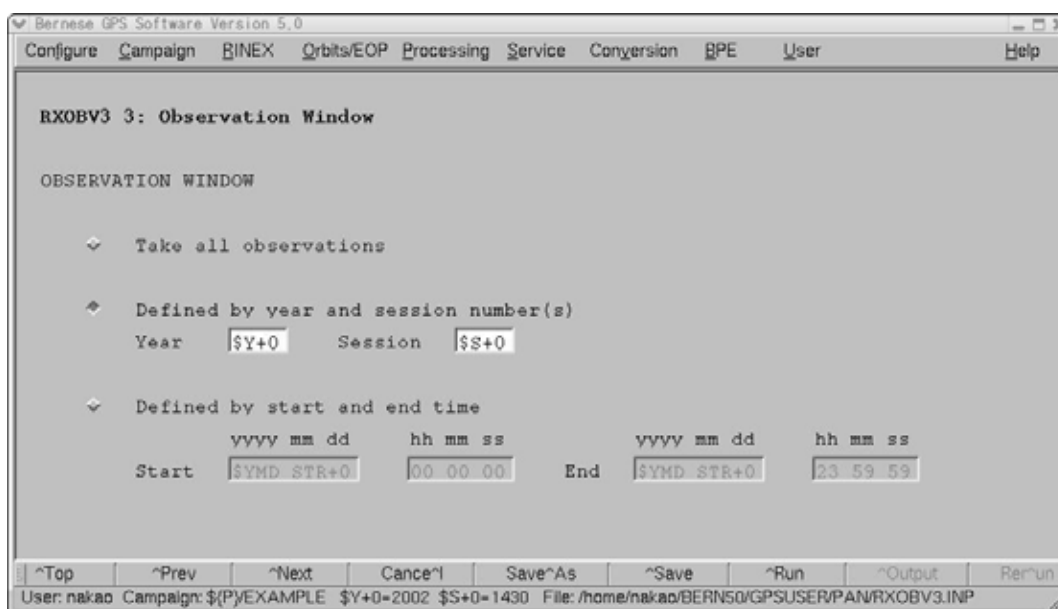 Bernese GPS Software Version 5.0
Configure Campaign RINEX Orbits/EOP Processing Service Conversion BPE User Help
RXOBV3 3: Observation Window
OBSERVATION WINDOW
Take all observations
Defined by year and session number(s)
Year $Y+0 Session $S+0
Defined by start and end time
yyyy mm dd hh mm ss yyyy mm dd hh mm ss
Start $YMD_STR+0 00 00 00 End $YMD_STR+0 23 59 59
^Top ^Prev ^Next Cance^l Save^As ^Save ^Run ^Output Rer^un
User: nakao Campaign: ${P}/EXAMPLE $Y+0=2002 $S+0=1430 File: /home/nakao/BERN50/GPSUSER/PAN/RXOBV3.INP